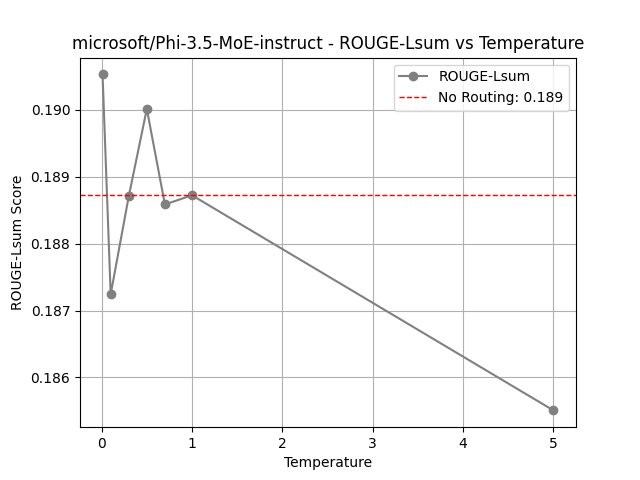 microsoft/Phi-3.5-MoE-instruct - ROUGE-Lsum vs Temperature
ROUGE-Lsum
No Routing: 0.189
ROUGE-Lsum Score
0.190
0.189
0.188
0.187
0.186
0
1
2
3
4
5
Temperature